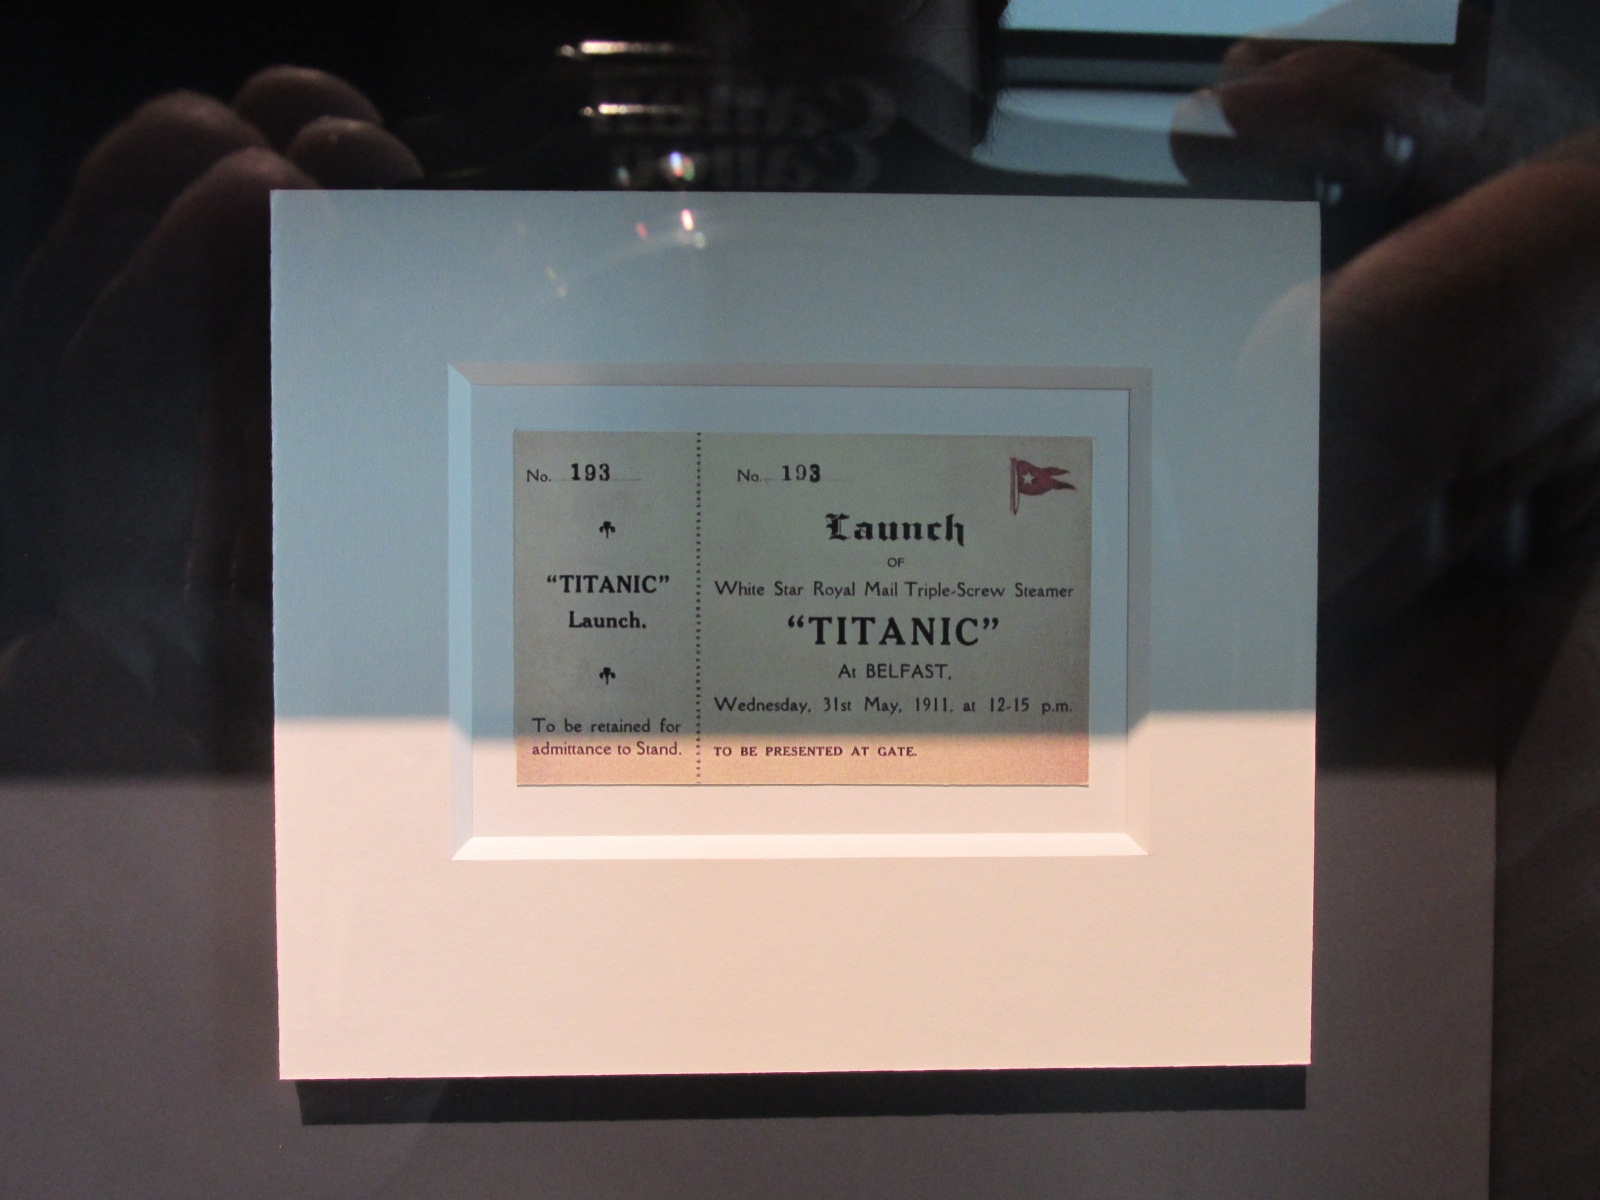 No. 193
"TITANIC"
Launch.
To be retained for
admittance to Stand.
No. 193
Launch
OF
White Star Royal Mail Triple-Screw Steamer
"TITANIC"
At BELFAST,
Wednesday, 31st May, 1911, at 12-15 p.m.
TO BE PRESENTED AT GATE.